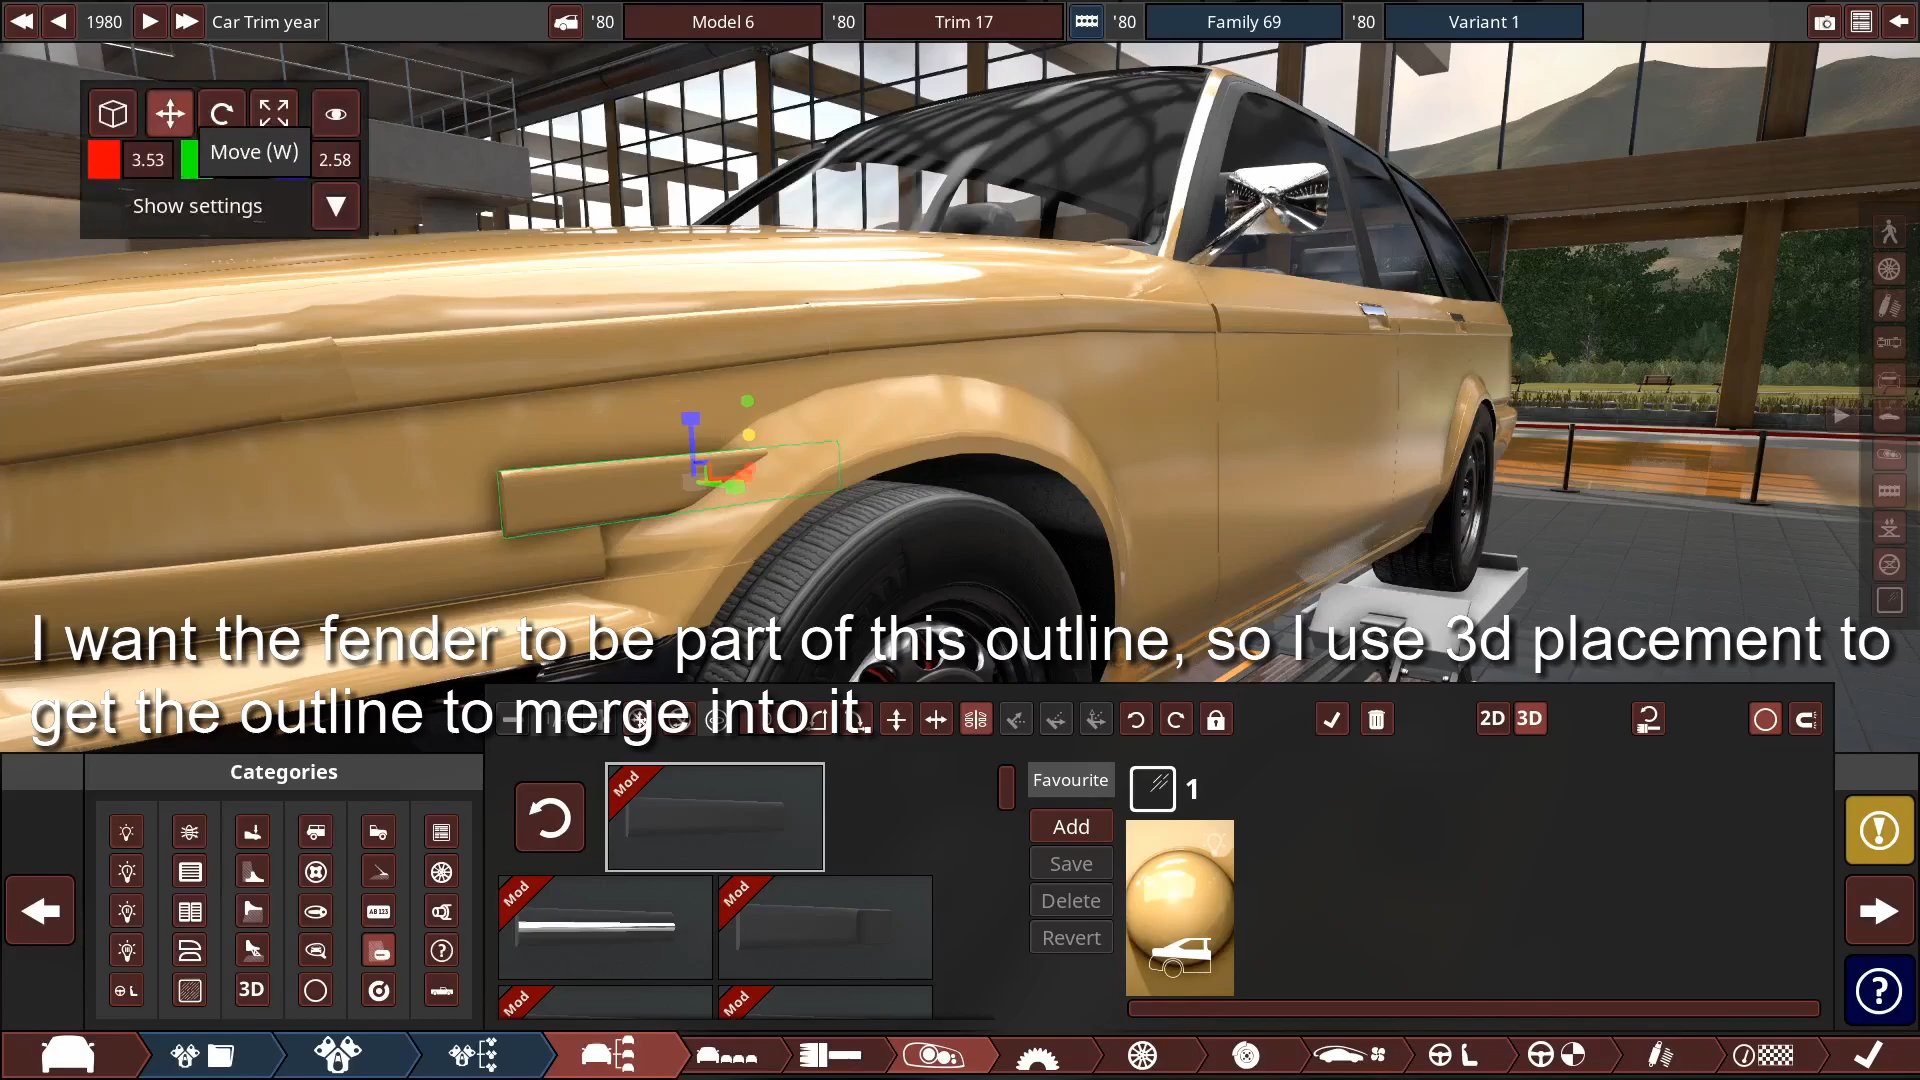 1980 Car Trim year '80 Model 6 '80 Trim 17 '80 Family 69 '80 Variant 1
3.53 Move (W) 2.58
Show settings
I want the fender to be part of this outline, so I use 3d placement to
get the outline to merge into it.
2D 3D
Categories
Mod
Favourite
1
Add
Save
Delete
Revert
Mod
Mod
AB 123
3D
L
Mod
Mod